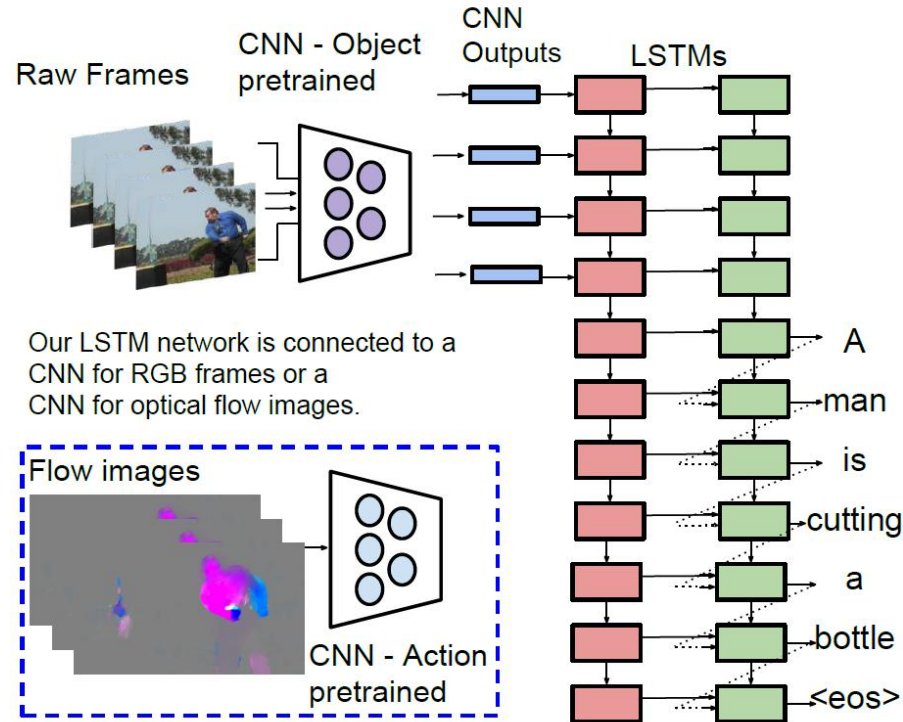 Raw Frames
CNN - Object
pretrained
CNN
Outputs
LSTMs
Our LSTM network is connected to a
CNN for RGB frames or a
CNN for optical flow images.
Flow images
CNN - Action
pretrained
A
man
is
cutting
a
bottle
<eos>